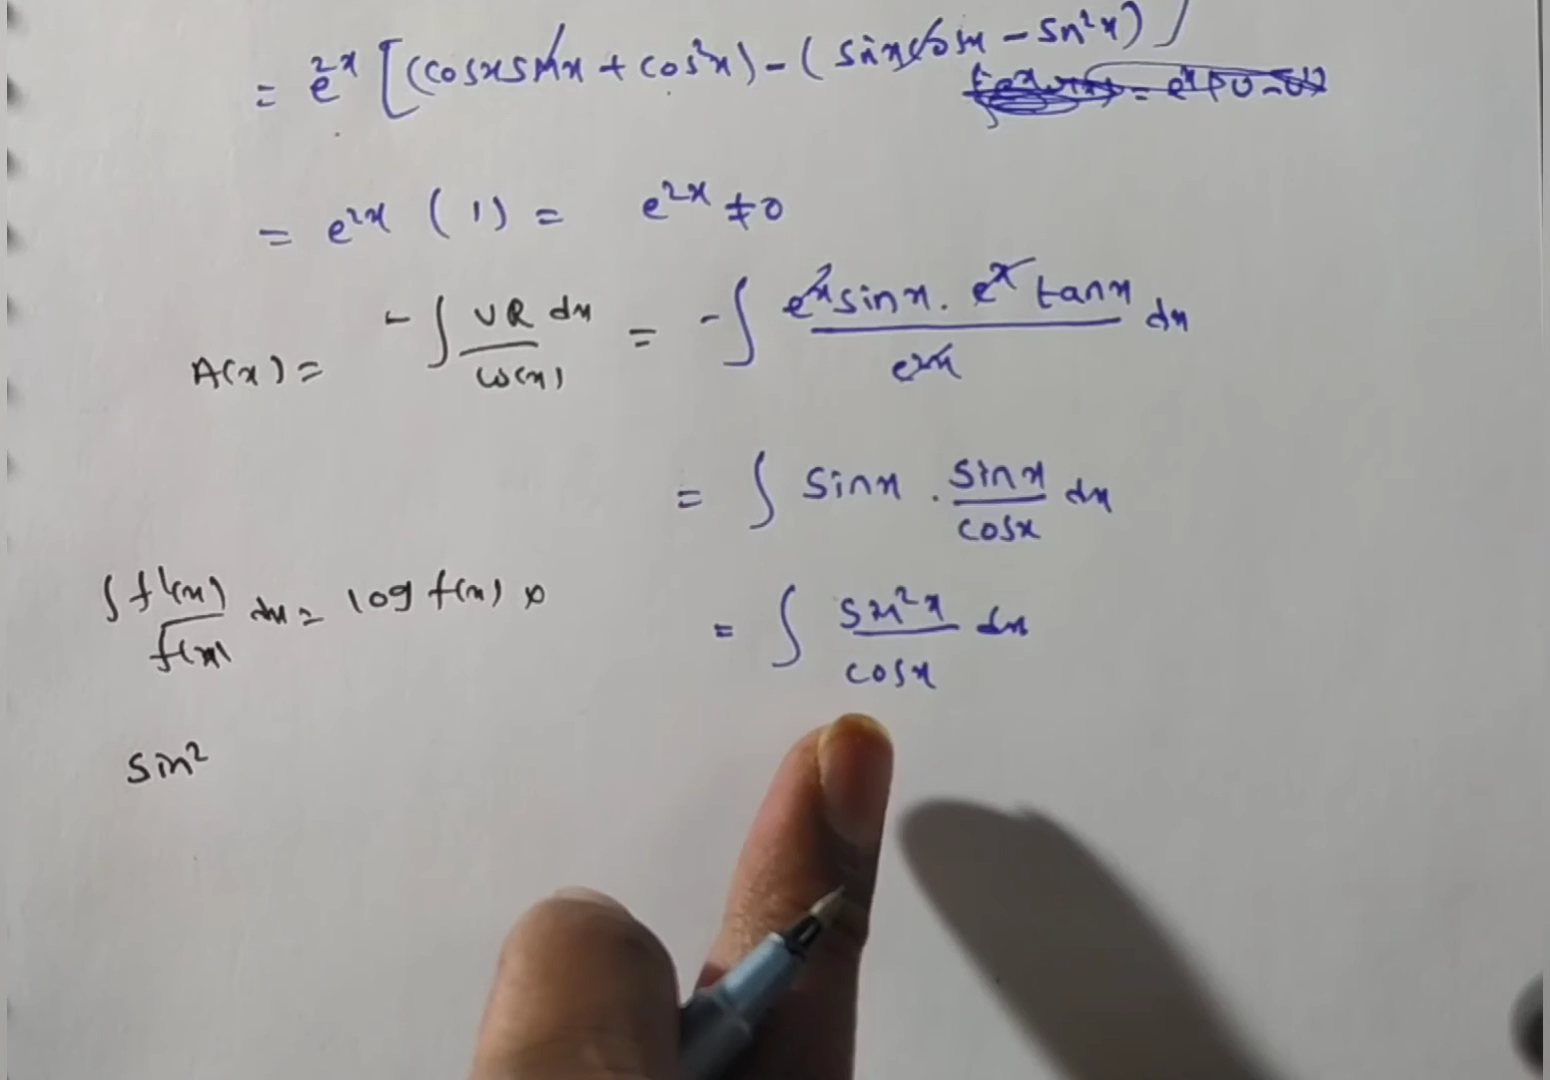 = e^{2x} [(cosx sinx + cos²x) - (sinx cosx - sin²x)]
= e^{2x} (1) = e^{2x} ≠ 0
A(x) = -∫ VR dx / W(x) = -∫ e^x sinx . e^x tanx / e^{2x} dx
= ∫ sinx . sinx / cosx dx
∫ f'(x) / f(x) dx = log f(x) x
= ∫ sin²x / cosx dx
sin²